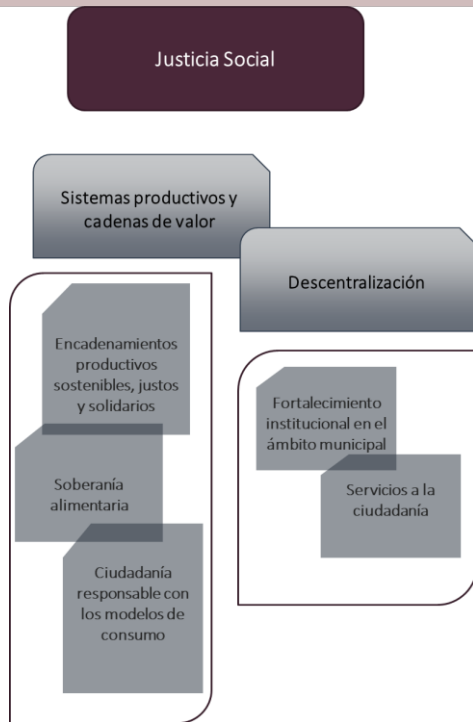 Justicia Social
Sistemas productivos y
cadenas de valor
Descentralización
Encadenamientos
productivos
sostenibles, justos
y solidarios
Soberanía
alimentaria
Ciudadanía
responsable con
los modelos de
consumo
Fortalecimiento
institucional en el
ámbito municipal
Servicios a la
ciudadanía